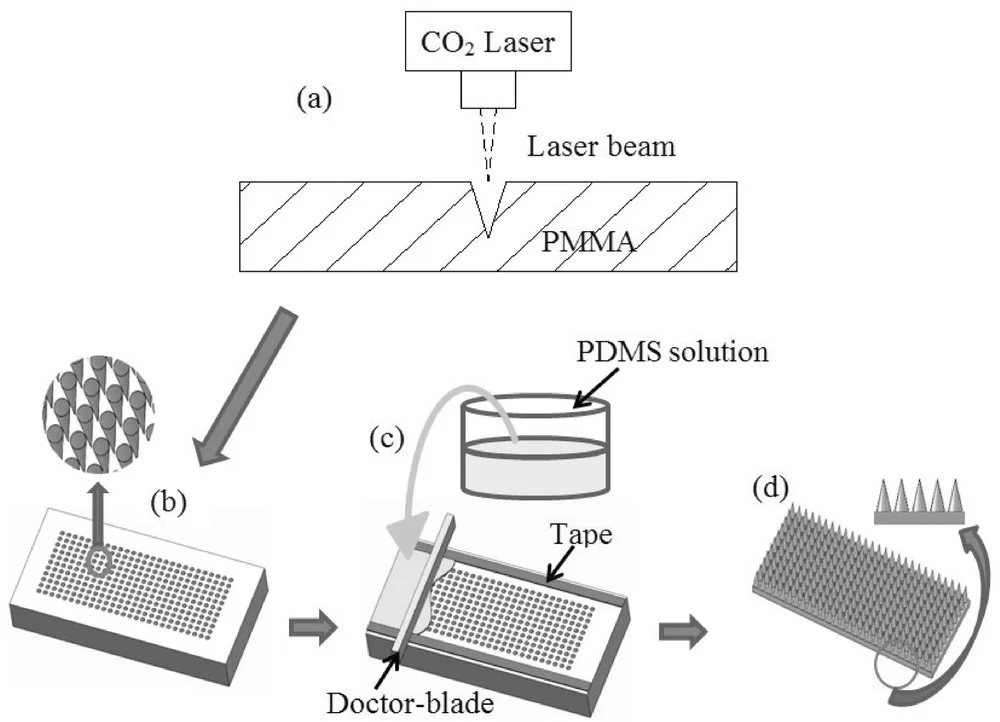 CO₂ Laser
(a)
Laser beam
PMMA
PDMS solution
(c)
(b)
(d)
Tape
Doctor-blade